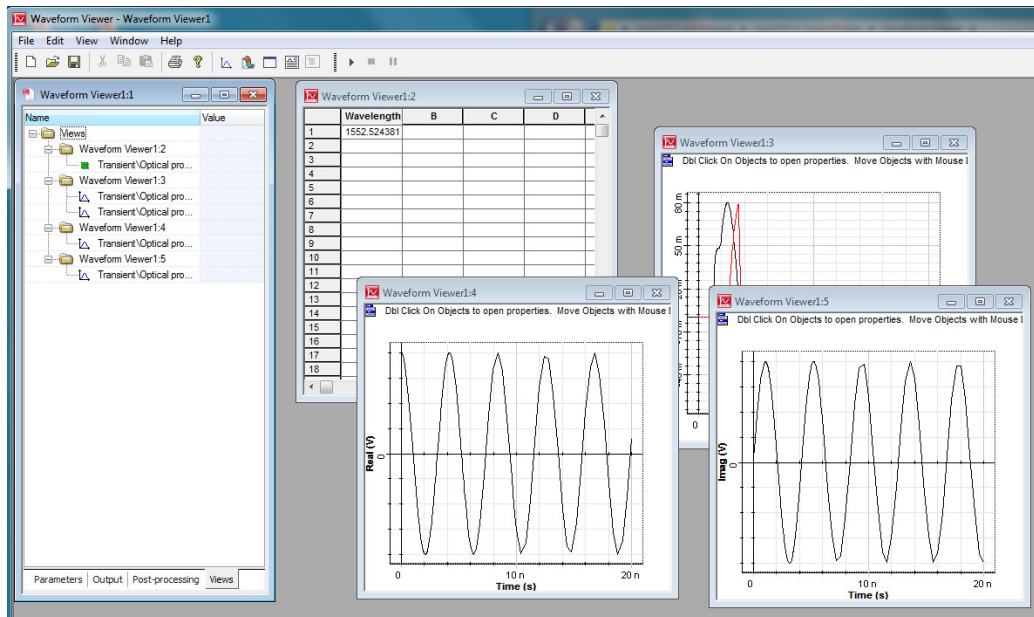 Waveform Viewer - Waveform Viewer1
File Edit View Window Help
Waveform Viewer1:1
Name Value
Views
Waveform Viewer1:2
Transient\Optical pro...
Waveform Viewer1:3
Transient\Optical pro...
Transient\Optical pro...
Waveform Viewer1:4
Transient\Optical pro...
Waveform Viewer1:5
Transient\Optical pro...
Parameters Output Post-processing Views
Waveform Viewer1:2
Wavelength B C D
1 1552.524381
2
3
4
5
6
7
8
9
10
11
12
13
14
15
16
17
18
Waveform Viewer1:3
Dbl Click On Objects to open properties. Move Objects with Mouse
80 m
50 m
0
Waveform Viewer1:4
Dbl Click On Objects to open properties. Move Objects with Mouse
Real (V)
0
0 10 n 20 n
Time (s)
Waveform Viewer1:5
Dbl Click On Objects to open properties. Move Objects with Mouse
Imag (V)
0
0 10 n 20 n
Time (s)